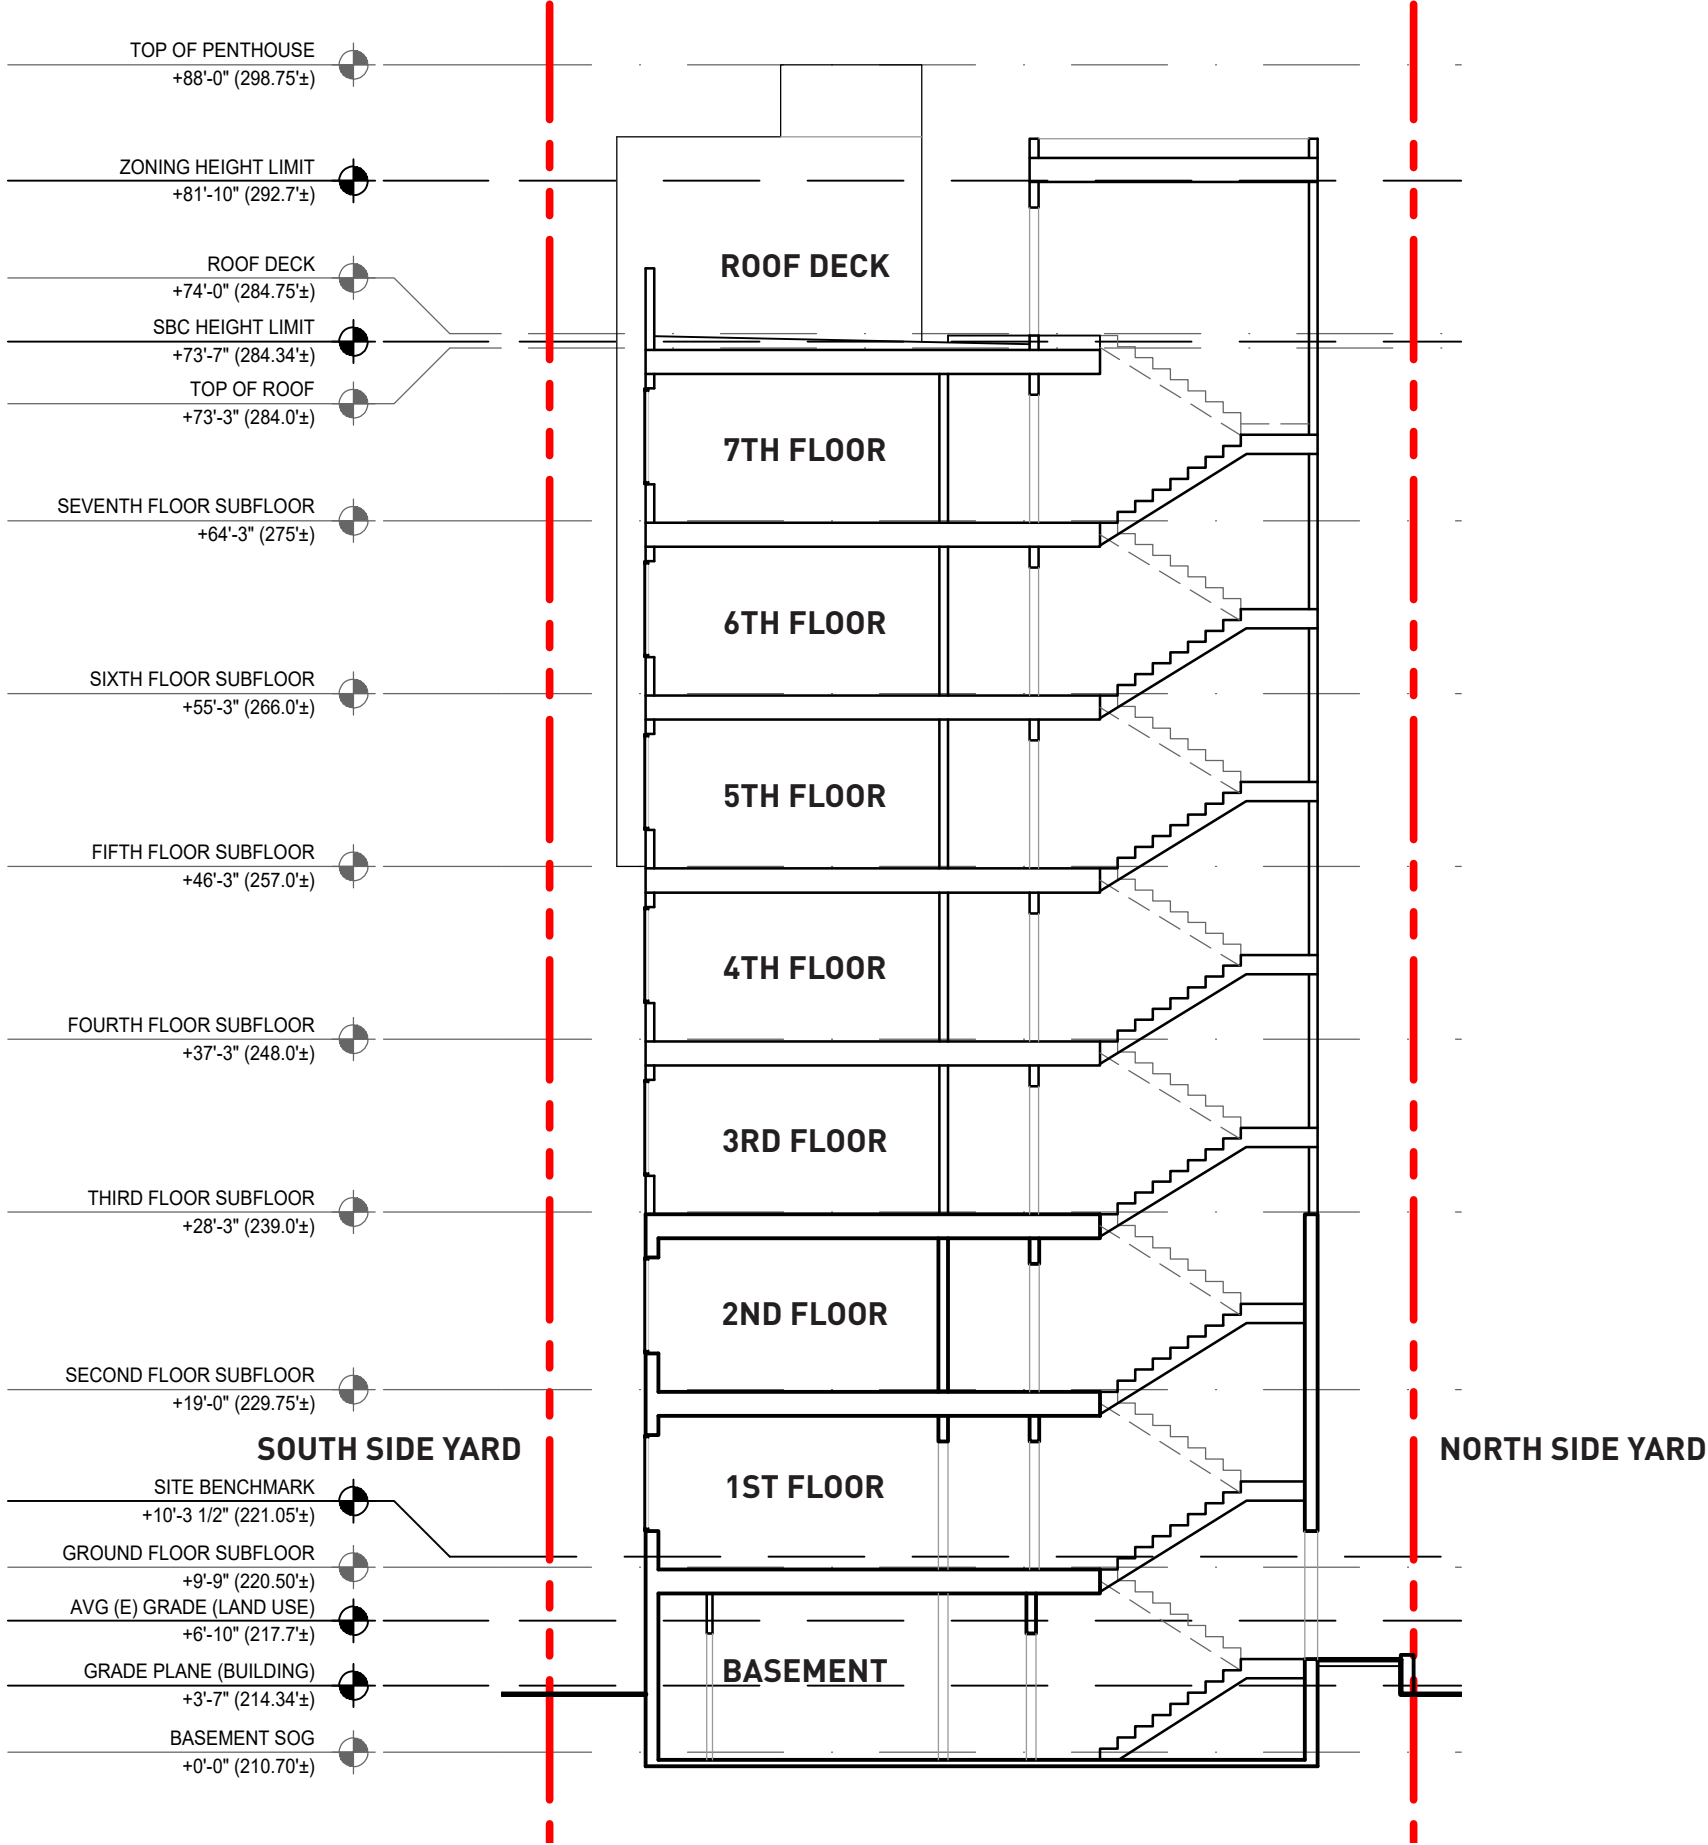 TOP OF PENTHOUSE
+88'-0" (298.75'±)
ZONING HEIGHT LIMIT
+81'-10" (292.7'±)
ROOF DECK
+74'-0" (284.75'±)
ROOF DECK
SBC HEIGHT LIMIT
+73'-7" (284.34'±)
TOP OF ROOF
+73'-3" (284.0'±)
7TH FLOOR
SEVENTH FLOOR SUBFLOOR
+64'-3" (275'±)
6TH FLOOR
SIXTH FLOOR SUBFLOOR
+55'-3" (266.0'±)
5TH FLOOR
FIFTH FLOOR SUBFLOOR
+46'-3" (257.0'±)
4TH FLOOR
FOURTH FLOOR SUBFLOOR
+37'-3" (248.0'±)
3RD FLOOR
THIRD FLOOR SUBFLOOR
+28'-3" (239.0'±)
2ND FLOOR
SECOND FLOOR SUBFLOOR
+19'-0" (229.75'±)
SOUTH SIDE YARD
NORTH SIDE YARD
SITE BENCHMARK
+10'-3 1/2" (221.05'±)
1ST FLOOR
GROUND FLOOR SUBFLOOR
+9'-9" (220.50'±)
AVG (E) GRADE (LAND USE)
+6'-10" (217.7'±)
GRADE PLANE (BUILDING)
+3'-7" (214.34'±)
BASEMENT
BASEMENT SOG
+0'-0" (210.70'±)